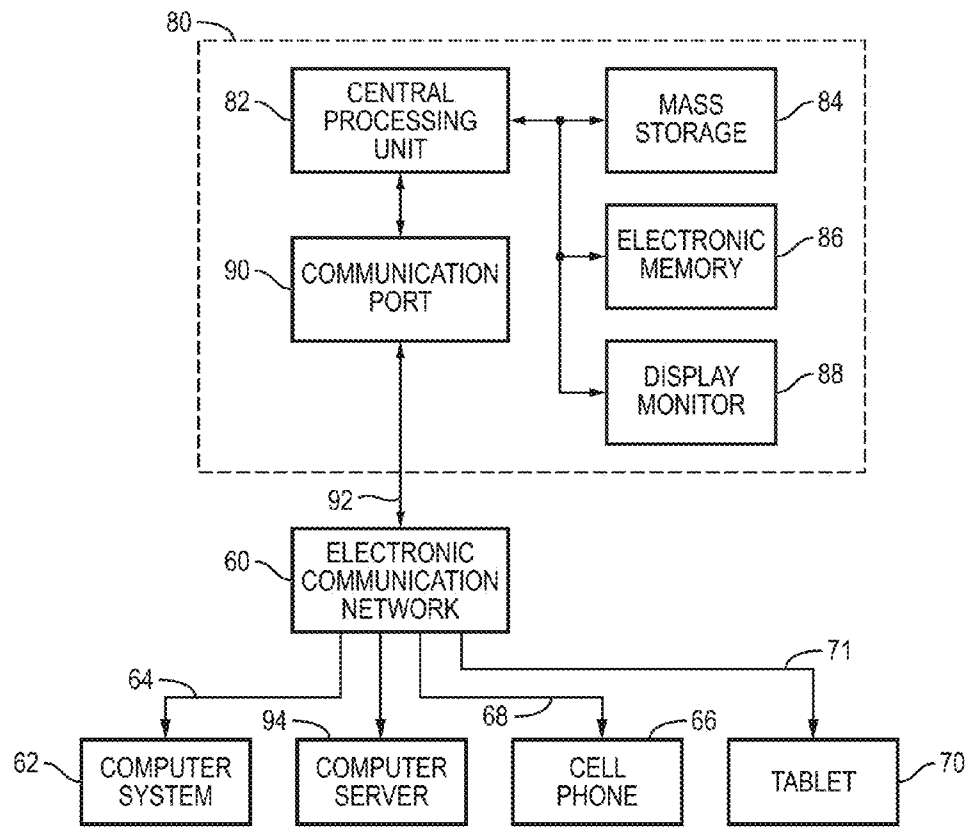 80
82
CENTRAL
PROCESSING
UNIT
MASS
STORAGE
84
90
COMMUNICATION
PORT
ELECTRONIC
MEMORY
86
DISPLAY
MONITOR
88
92
60
ELECTRONIC
COMMUNICATION
NETWORK
64
94
68
66
71
62
COMPUTER
SYSTEM
COMPUTER
SERVER
CELL
PHONE
TABLET
70